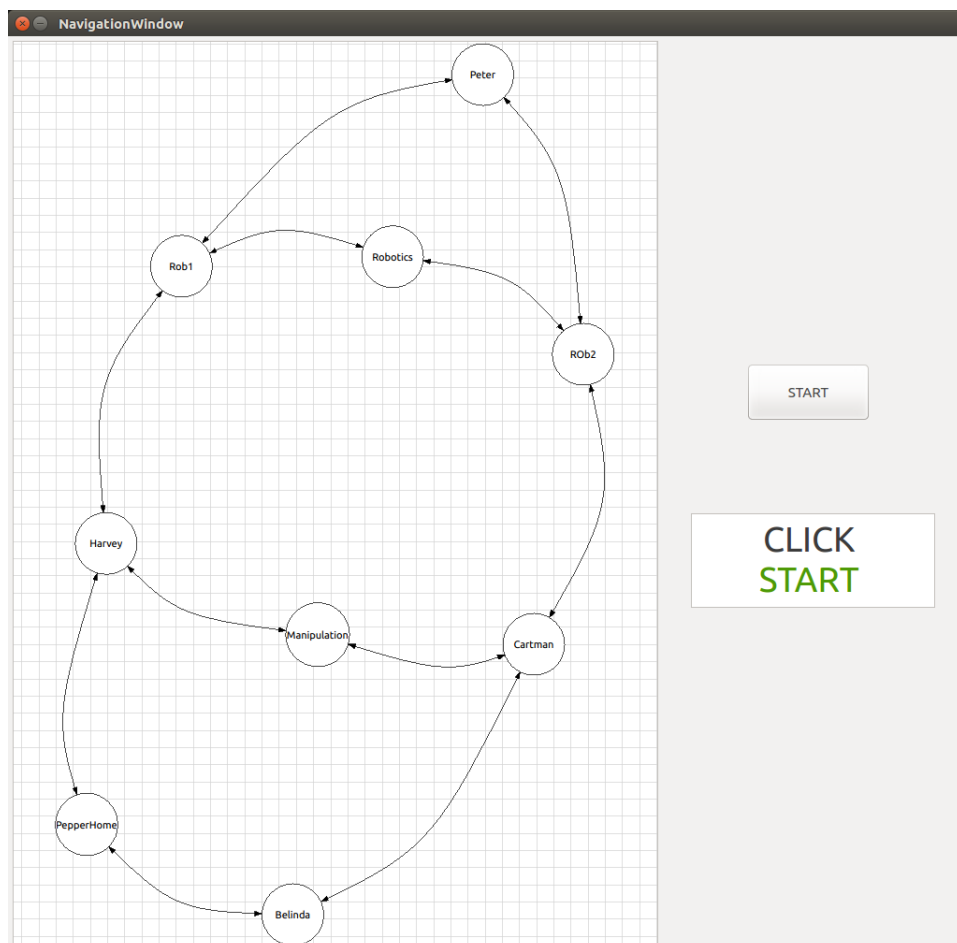 NavigationWindow
Peter
Rob1
Robotics
ROb2
START
CLICK
START
Harvey
Manipulation
Cartman
PepperHome
Belinda